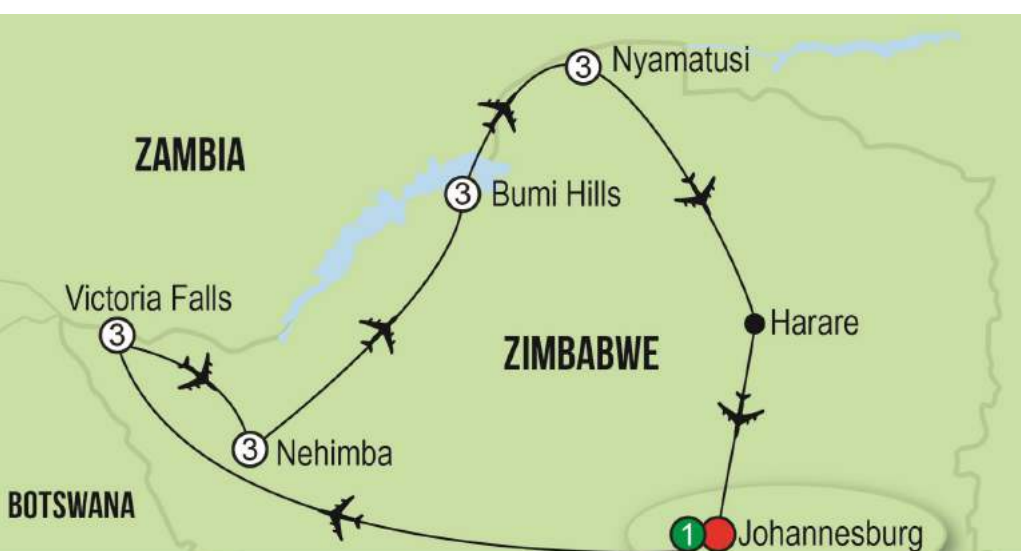 3 Nyamatusi
ZAMBIA
3 Bumi Hills
Victoria Falls
3
Harare
ZIMBABWE
3 Nehimba
BOTSWANA
1 Johannesburg